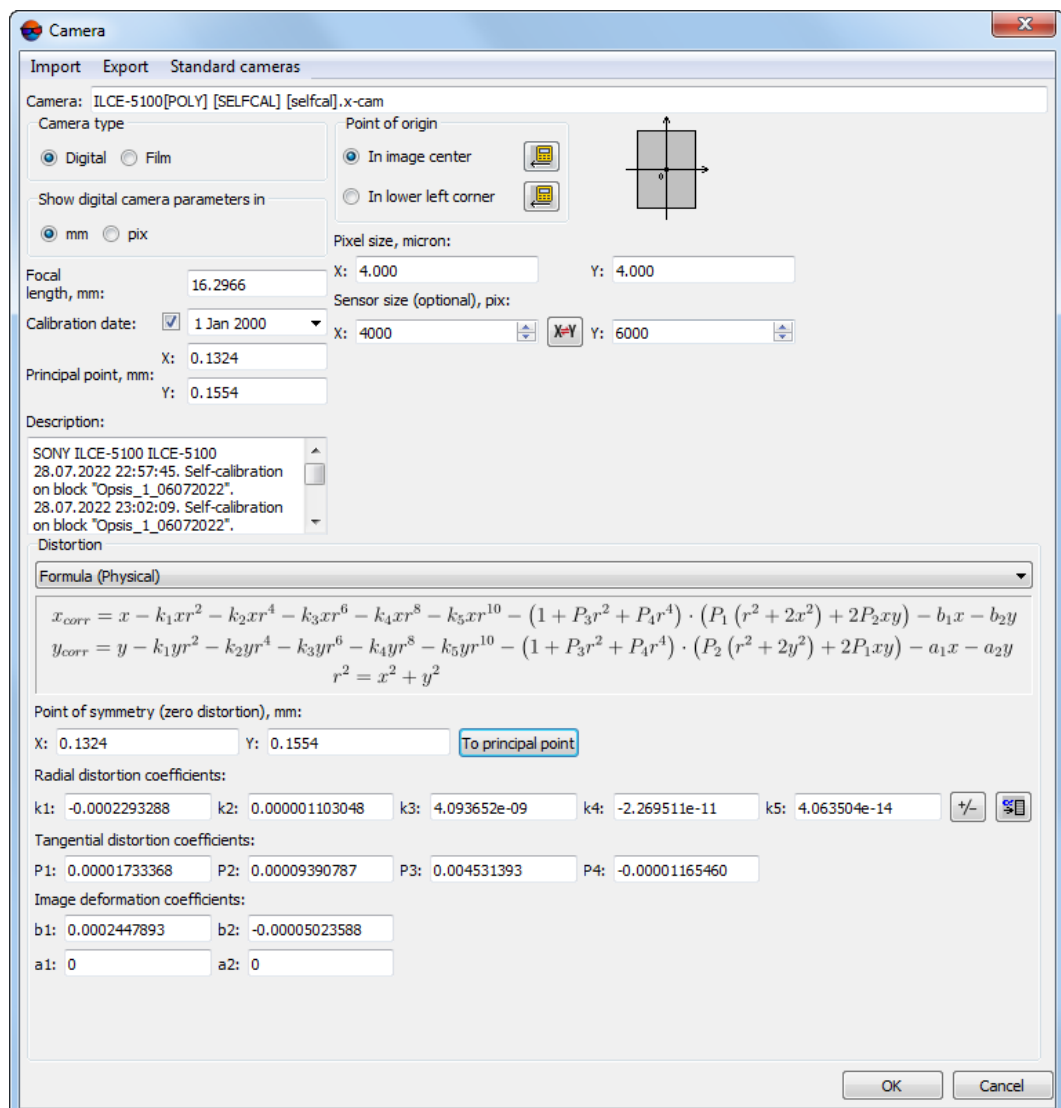 Camera
Import Export Standard cameras
Camera: ILCE-5100[POLY] [SELFCAL] [selfcal].x-cam
Camera type
Digital Film
Point of origin
In image center
In lower left corner
0
Show digital camera parameters in
mm pix
Pixel size, micron:
X: 4.000 Y: 4.000
Focal
length, mm: 16.2966
Sensor size (optional), pix:
X: 4000 X⇌Y Y: 6000
Calibration date: 1 Jan 2000
Principal point, mm:
X: 0.1324
Y: 0.1554
Description:
SONY ILCE-5100 ILCE-5100
28.07.2022 22:57:45. Self-calibration
on block "Opsis_1_06072022".
28.07.2022 23:02:09. Self-calibration
on block "Opsis_1_06072022".
Distortion
Formula (Physical)
x_corr = x − k₁xr² − k₂xr⁴ − k₃xr⁶ − k₄xr⁸ − k₅xr¹⁰ − (1 + P₃r² + P₄r⁴) · (P₁ (r² + 2x²) + 2P₂xy) − b₁x − b₂y
y_corr = y − k₁yr² − k₂yr⁴ − k₃yr⁶ − k₄yr⁸ − k₅yr¹⁰ − (1 + P₃r² + P₄r⁴) · (P₂ (r² + 2y²) + 2P₁xy) − a₁x − a₂y
r² = x² + y²
Point of symmetry (zero distortion), mm:
X: 0.1324 Y: 0.1554 To principal point
Radial distortion coefficients:
k1: -0.0002293288 k2: 0.000001103048 k3: 4.093652e-09 k4: -2.269511e-11 k5: 4.063504e-14 +/-
Tangential distortion coefficients:
P1: 0.00001733368 P2: 0.00009390787 P3: 0.004531393 P4: -0.00001165460
Image deformation coefficients:
b1: 0.0002447893 b2: -0.00005023588
a1: 0 a2: 0
OK Cancel